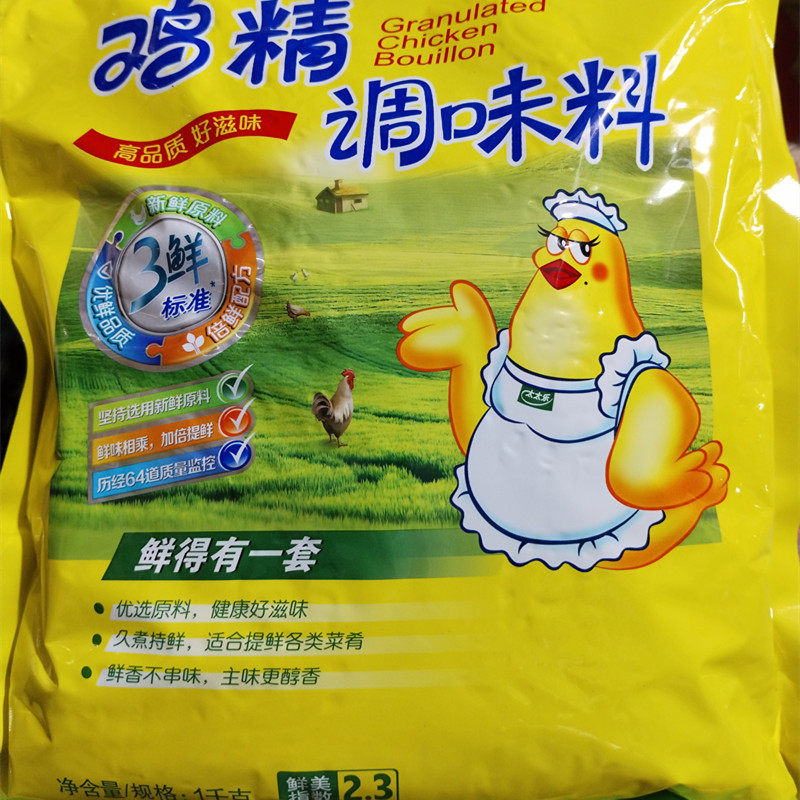 鸡精
Granulated
Chicken
Bouillon
调味料
高品质 好滋味
新鲜原料
3鲜
标准*
优鲜品质
倍鲜配方
太太乐
坚持选用新鲜原料
鲜味相乘，加倍提鲜
历经64道质量监控
鲜得有一套
优选原料，健康好滋味
久煮持鲜，适合提鲜各类菜肴
鲜香不串味，主味更醇香
净含量/规格：1千克
鲜美
指数
2.3